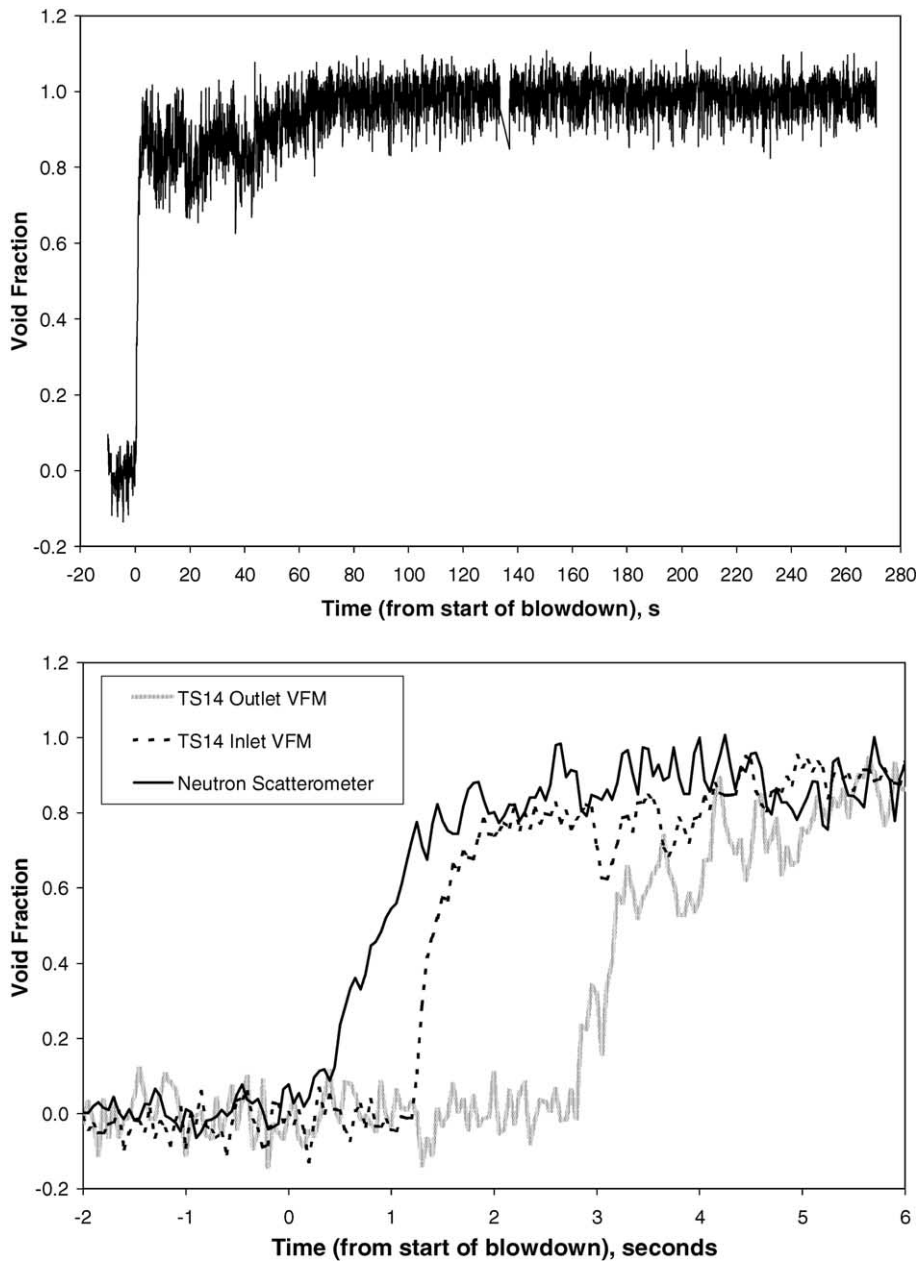 1.2
1.0
0.8
0.6
0.4
0.2
0.0
-0.2
Void Fraction
-20 0 20 40 60 80 100 120 140 160 180 200 220 240 260 280
Time (from start of blowdown), s
1.2
1.0
0.8
0.6
0.4
0.2
0.0
-0.2
Void Fraction
TS14 Outlet VFM
TS14 Inlet VFM
Neutron Scatterometer
-2 -1 0 1 2 3 4 5 6
Time (from start of blowdown), seconds